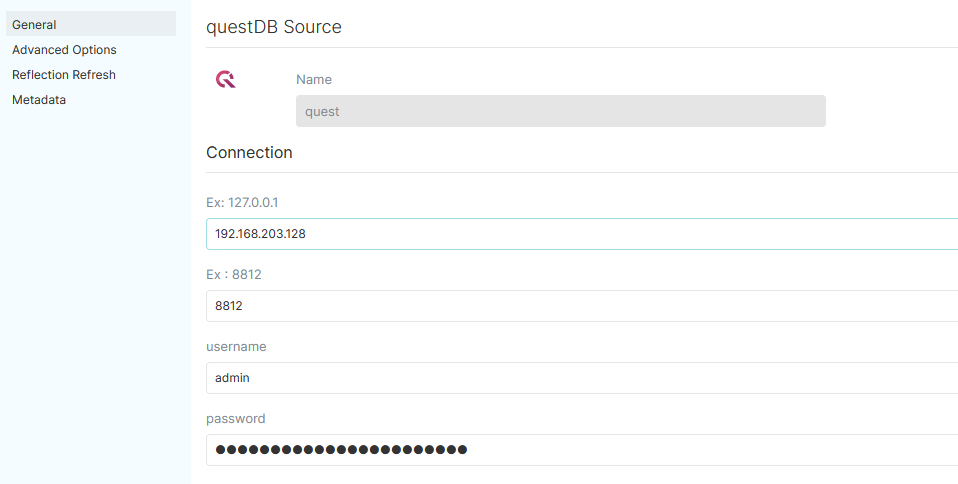 General
Advanced Options
Reflection Refresh
Metadata
questDB Source
Name
quest
Connection
Ex: 127.0.0.1
192.168.203.128
Ex : 8812
8812
username
admin
password
●●●●●●●●●●●●●●●●●●●●●●●